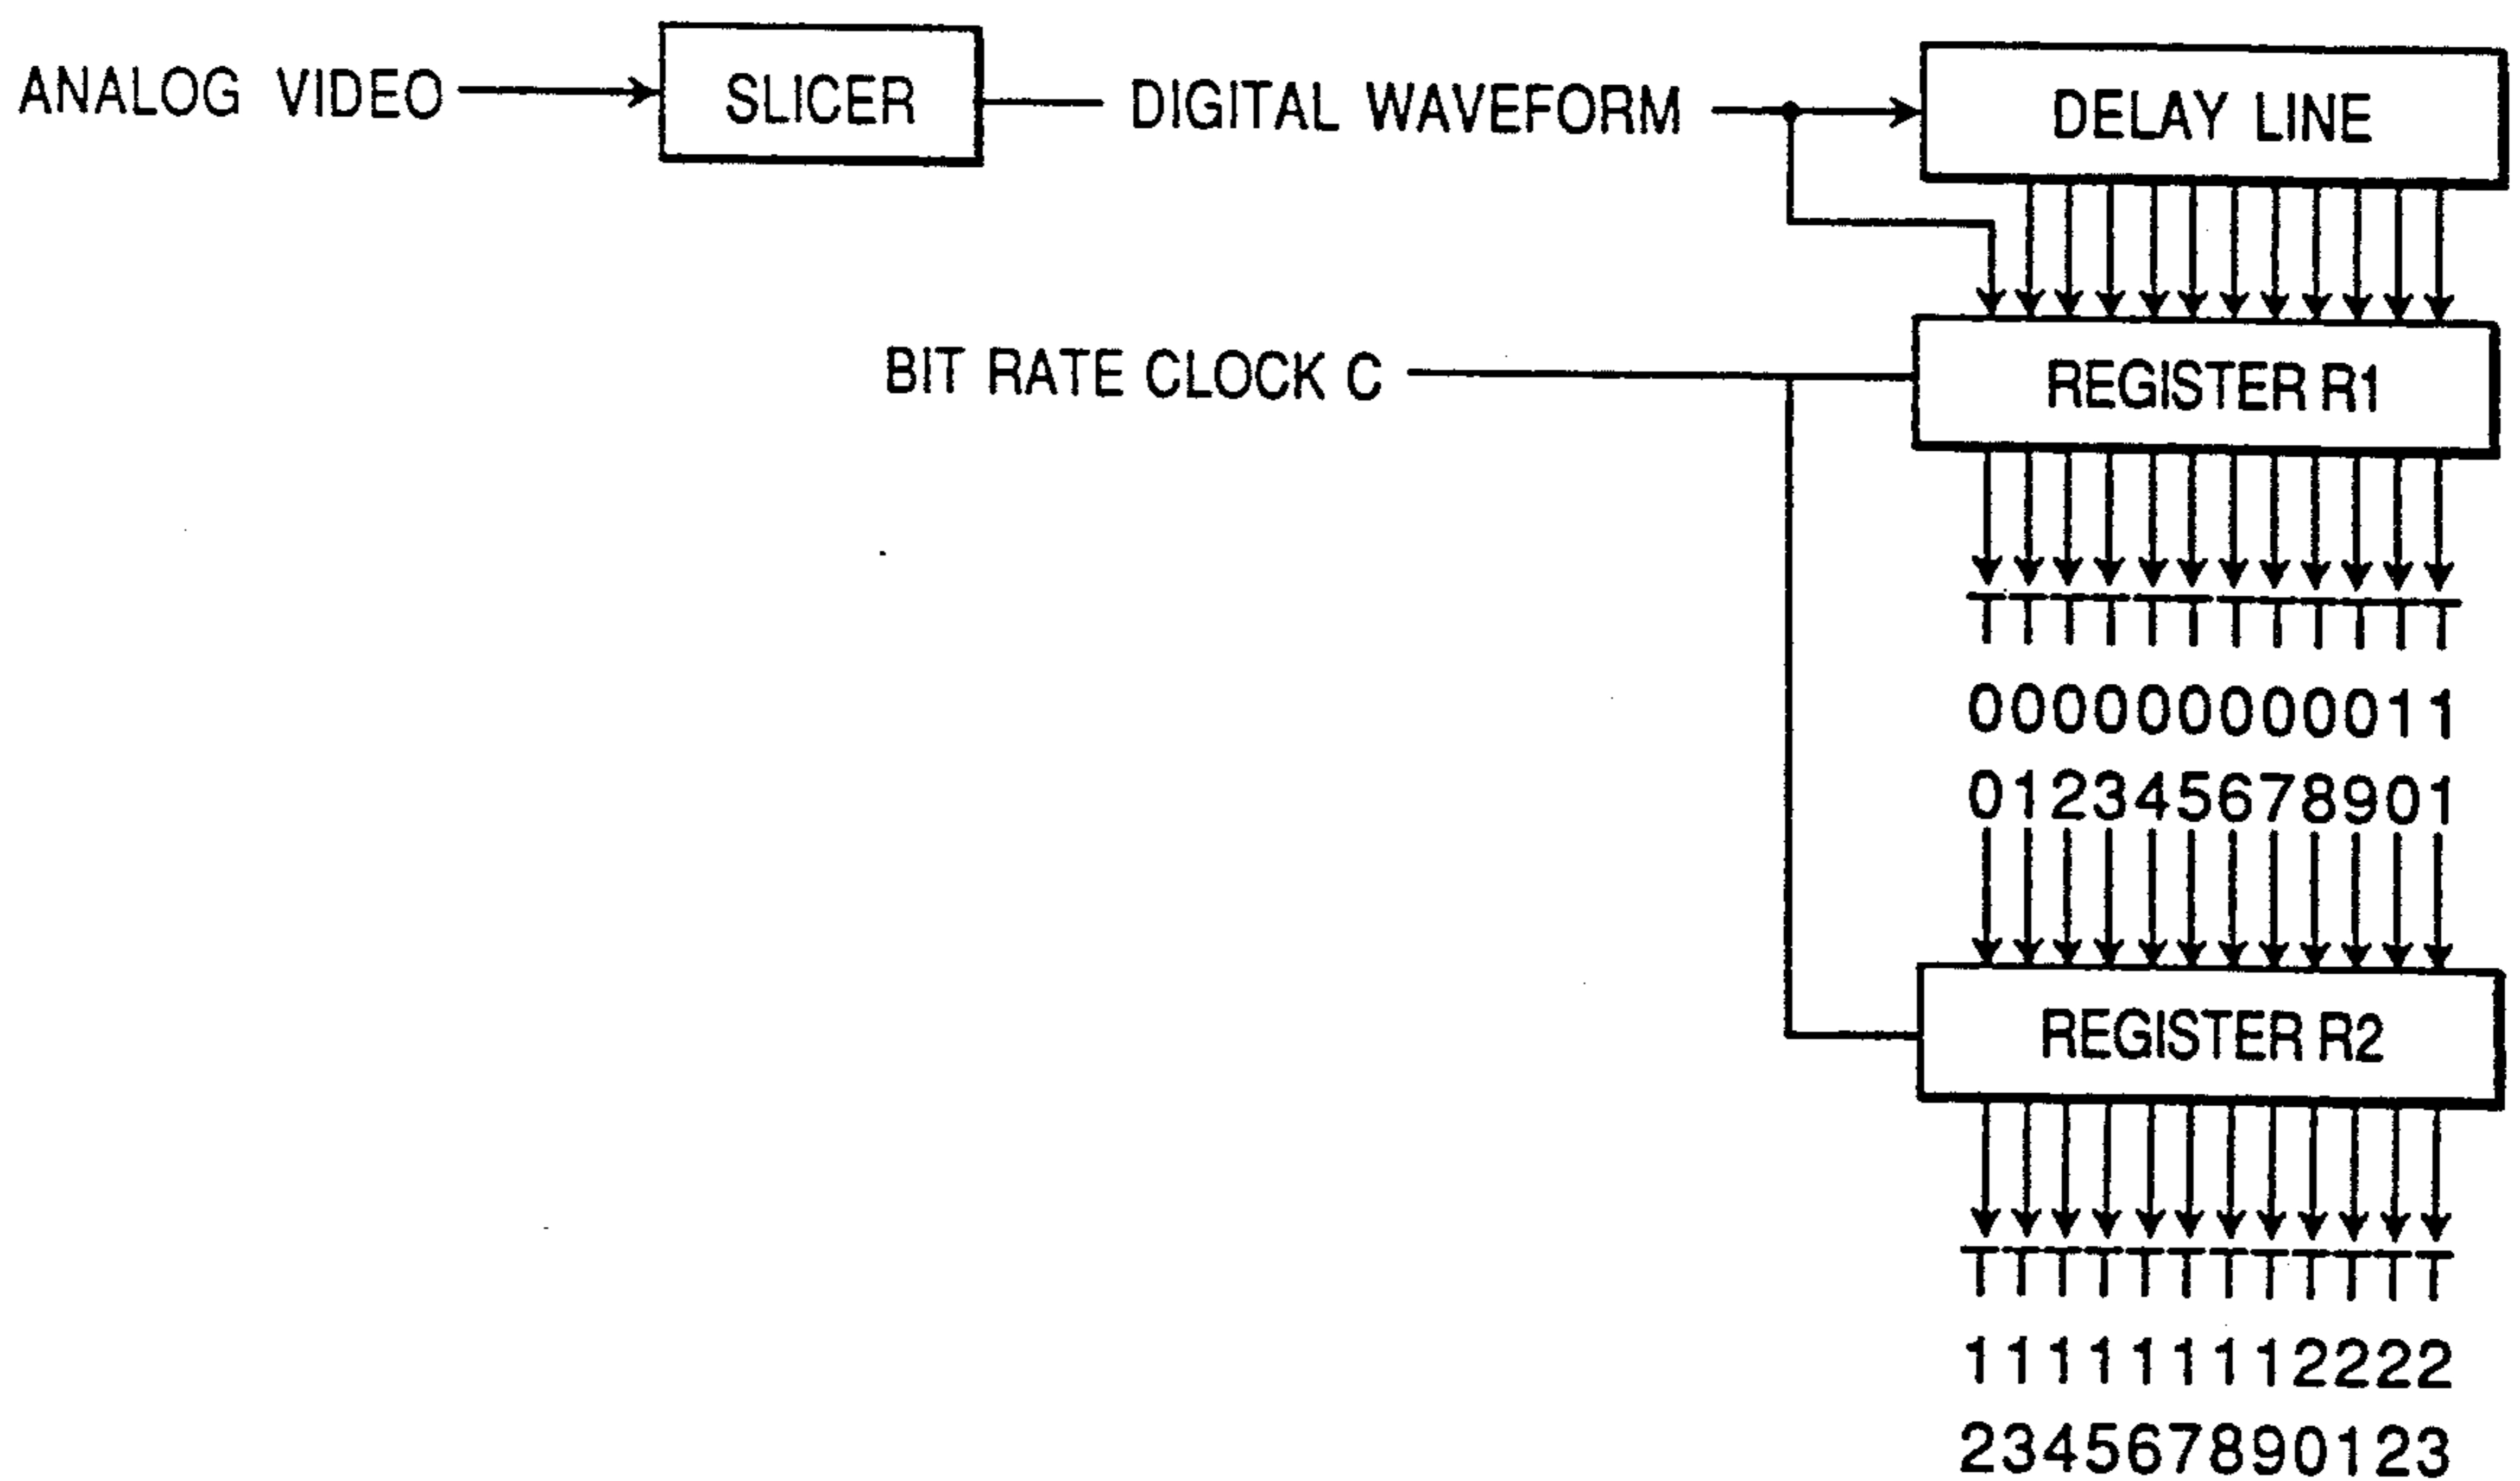 ANALOG VIDEO
SLICER
DIGITAL WAVEFORM
DELAY LINE
BIT RATE CLOCK C
REGISTER R1
TTTTTTTTTTTT
000000000011
012345678901
REGISTER R2
TTTTTTTTTTTT
111111112222
234567890123